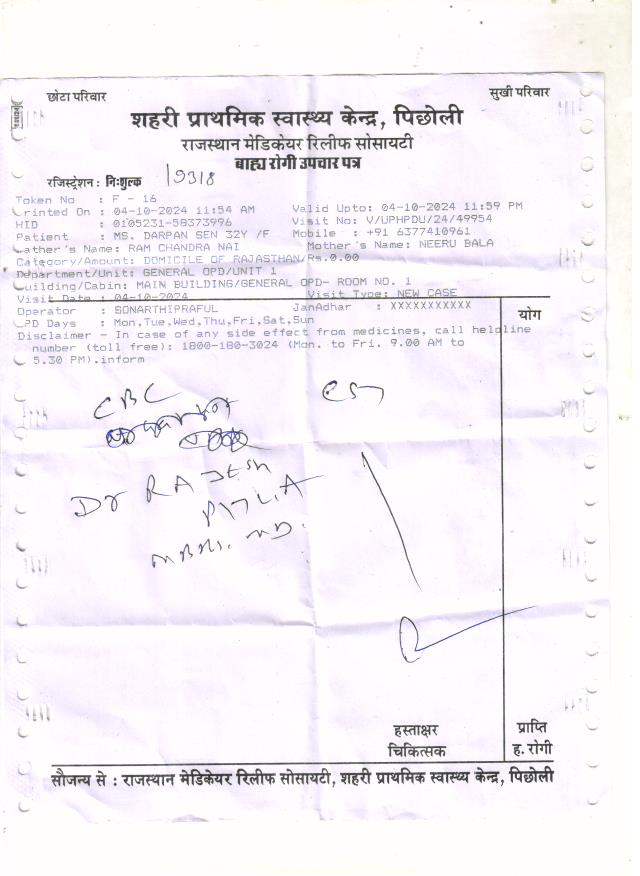 छोटा परिवार सुखी परिवार
शहरी प्राथमिक स्वास्थ्य केन्द्र, पिछोली
राजस्थान मेडिकेयर रिलीफ सोसायटी
बाह्य रोगी उपचार पत्र
रजिस्ट्रेशन : निःशुल्क 19318
Token No : F - 16
rinted On : 04-10-2024 11:54 AM Valid Upto: 04-10-2024 11:59 PM
HID : 0105231-58373996 Visit No: V/UPHPDU/24/49954
Patient : MS. DARPAN SEN 32Y /F Mobile : +91 6377410961
ather's Name: RAM CHANDRA NAI Mother's Name: NEERU BALA
Category/Amount: DOMICILE OF RAJASTHAN/Rs.0.00
Department/Unit: GENERAL OPD/UNIT 1
uilding/Cabin: MAIN BUILDING/GENERAL OPD- ROOM NO. 1
Visit Date : 04-10-2024 Visit Type: NEW CASE
Operator : SONARTHIPRAFUL JanAdhar : XXXXXXXXXXX
PD Days : Mon,Tue,Wed,Thu,Fri,Sat,Sun
Disclaimer - In case of any side effect from medicines, call helpline
number (toll free): 1800-180-3024 (Mon. to Fri. 9.00 AM to
5.30 PM).inform
योग
CBC
Dr RAJESH
MBBS. MD.
हस्ताक्षर प्राप्ति
चिकित्सक ह. रोगी
सौजन्य से : राजस्थान मेडिकेयर रिलीफ सोसायटी, शहरी प्राथमिक स्वास्थ्य केन्द्र, पिछोली